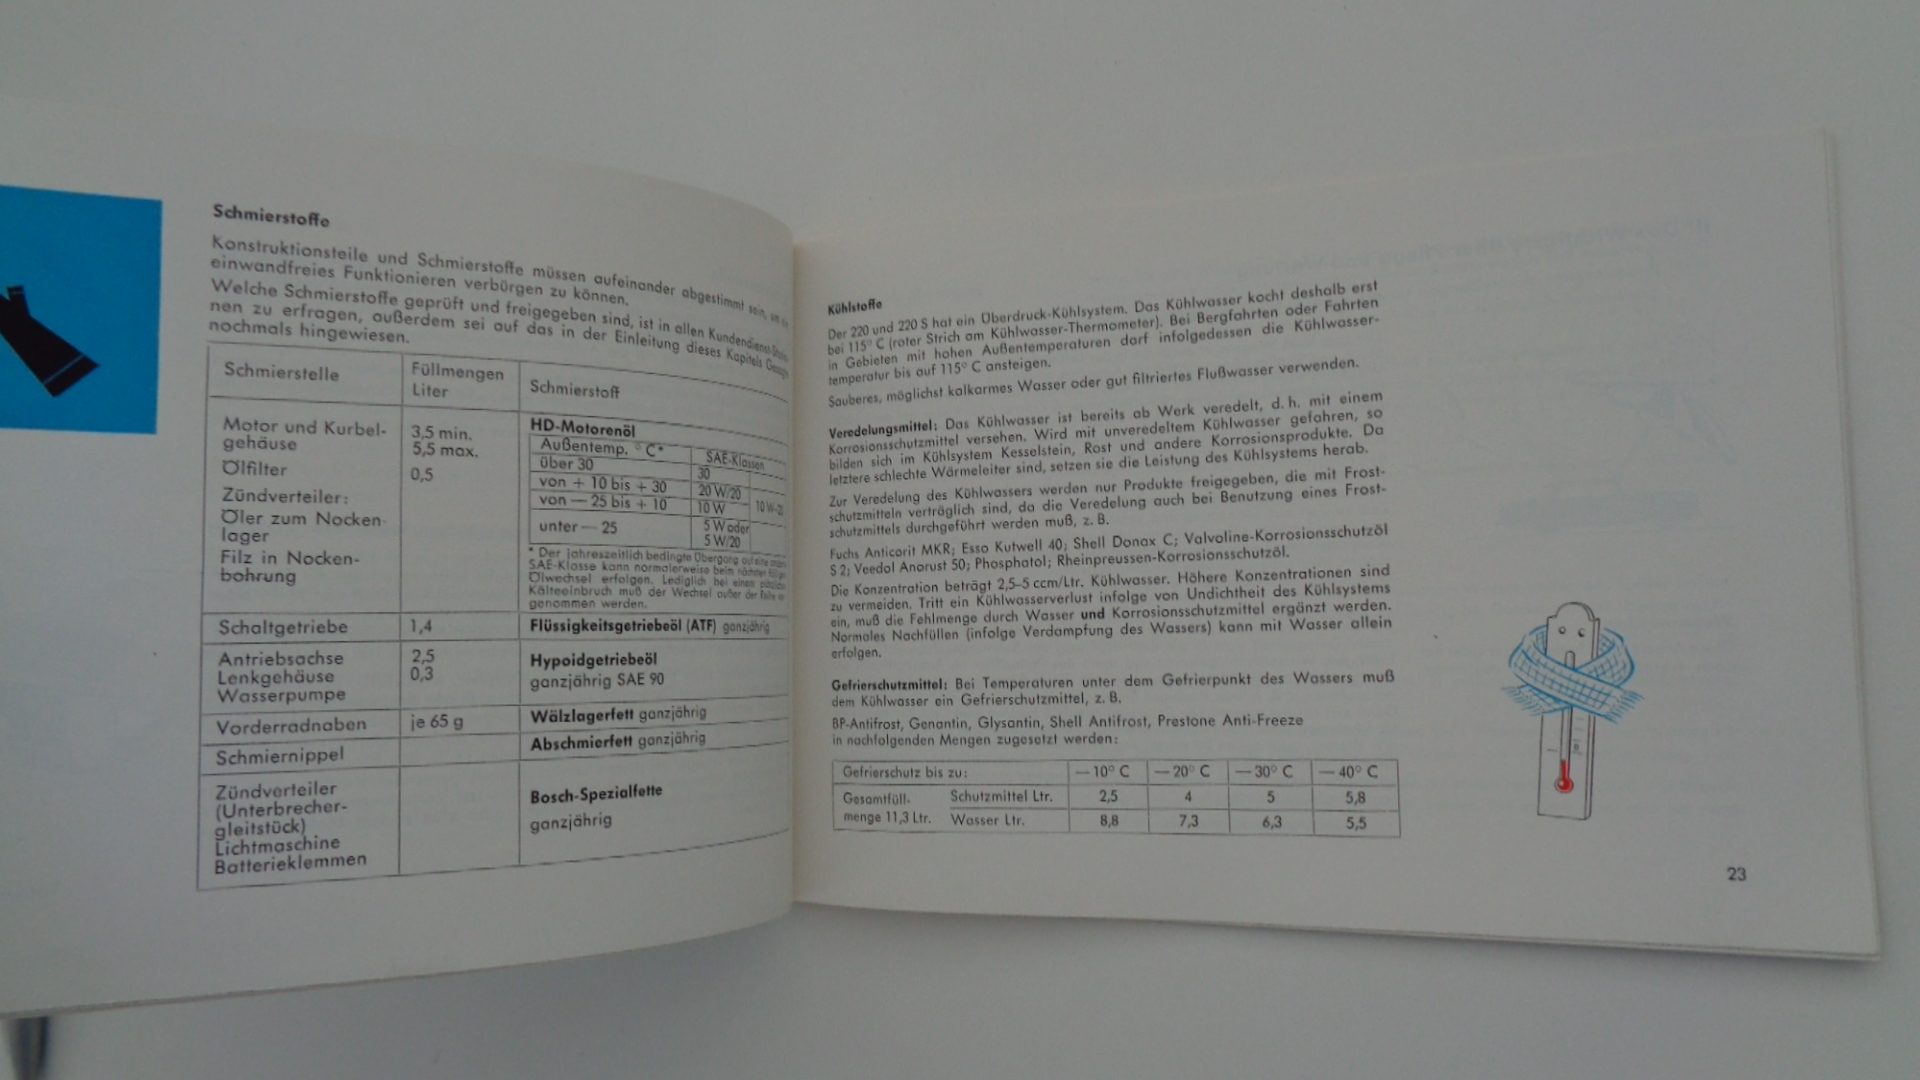 Schmierstoffe
Konstruktionsteile und Schmierstoffe müssen aufeinander abgestimmt sein, um
einwandfreies Funktionieren verbürgen zu können.
Welche Schmierstoffe geprüft und freigegeben sind, ist in allen Kundendienst-
nen zu erfragen, außerdem sei auf das in der Einleitung dieses Kapitels
nochmals hingewiesen.
Schmierstelle Füllmengen Liter Schmierstoff
Motor und Kurbel-
gehäuse
3,5 min.
5,5 max.
Ölfilter 0,5
Zündverteiler:
Öler zum Nocken-
lager
Filz in Nocken-
bohrung
HD-Motorenöl
Außentemp. °C* SAE-Klassen
über 30 30
von + 10 bis + 30 20 W/20
von — 25 bis + 10 10 W 10 W-20
unter — 25 5 W oder
5 W/20
* Der jahreszeitlich bedingte Übergang auf eine
SAE-Klasse kann normalerweise beim nächsten
Ölwechsel erfolgen. Lediglich bei einem
Kälteeinbruch muß der Wechsel außer der Reihe
genommen werden.
Schaltgetriebe 1,4 Flüssigkeitsgetriebeöl (ATF) ganzjährig
Antriebsachse 2,5
Lenkgehäuse 0,3
Wasserpumpe
Hypoidgetriebeöl
ganzjährig SAE 90
Vorderradnaben je 65 g Wälzlagerfett ganzjährig
Schmiernippel Abschmierfett ganzjährig
Zündverteiler
(Unterbrecher-
gleitstück)
Lichtmaschine
Batterieklemmen
Bosch-Spezialfette
ganzjährig
Kühlstoffe
Der 220 und 220 S hat ein Überdruck-Kühlsystem. Das Kühlwasser kocht deshalb erst
bei 115° C (roter Strich am Kühlwasser-Thermometer). Bei Bergfahrten oder Fahrten
in Gebieten mit hohen Außentemperaturen darf infolgedessen die Kühlwasser-
temperatur bis auf 115° C ansteigen.
Sauberes, möglichst kalkarmes Wasser oder gut filtriertes Flußwasser verwenden.
Veredelungsmittel: Das Kühlwasser ist bereits ab Werk veredelt, d. h. mit einem
Korrosionsschutzmittel versehen. Wird mit unveredeltem Kühlwasser gefahren, so
bilden sich im Kühlsystem Kesselstein, Rost und andere Korrosionsprodukte. Da
letztere schlechte Wärmeleiter sind, setzen sie die Leistung des Kühlsystems herab.
Zur Veredelung des Kühlwassers werden nur Produkte freigegeben, die mit Frost-
schutzmitteln verträglich sind, da die Veredelung auch bei Benutzung eines Frost-
schutzmittels durchgeführt werden muß, z. B.
Fuchs Anticorit MKR; Esso Kutwell 40; Shell Donax C; Valvoline-Korrosionsschutzöl
S 2; Veedol Anorust 50; Phosphatol; Rheinpreussen-Korrosionsschutzöl.
Die Konzentration beträgt 2,5–5 ccm/Ltr. Kühlwasser. Höhere Konzentrationen sind
zu vermeiden. Tritt ein Kühlwasserverlust infolge von Undichtheit des Kühlsystems
ein, muß die Fehlmenge durch Wasser und Korrosionsschutzmittel ergänzt werden.
Normales Nachfüllen (infolge Verdampfung des Wassers) kann mit Wasser allein
erfolgen.
Gefrierschutzmittel: Bei Temperaturen unter dem Gefrierpunkt des Wassers muß
dem Kühlwasser ein Gefrierschutzmittel, z. B.
BP-Antifrost, Genantin, Glysantin, Shell Antifrost, Prestone Anti-Freeze
in nachfolgenden Mengen zugesetzt werden:
Gefrierschutz bis zu: — 10° C — 20° C — 30° C — 40° C
Gesamtfüll- Schutzmittel Ltr. 2,5 4 5 5,8
menge 11,3 Ltr. Wasser Ltr. 8,8 7,3 6,3 5,5
23